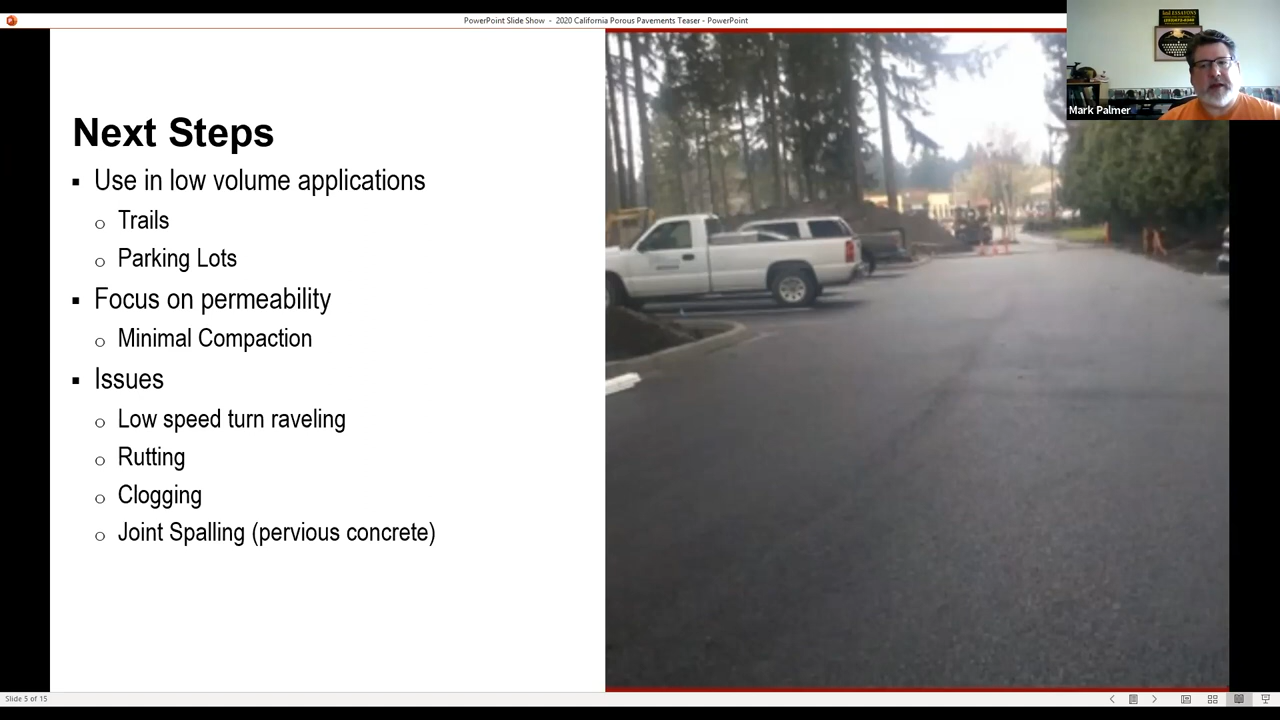 PowerPoint Slide Show - 2020 California Porous Pavements Teaser - PowerPoint
Mark Palmer
Next Steps
▪ Use in low volume applications
o Trails
o Parking Lots
▪ Focus on permeability
o Minimal Compaction
▪ Issues
o Low speed turn raveling
o Rutting
o Clogging
o Joint Spalling (pervious concrete)
Slide 5 of 15